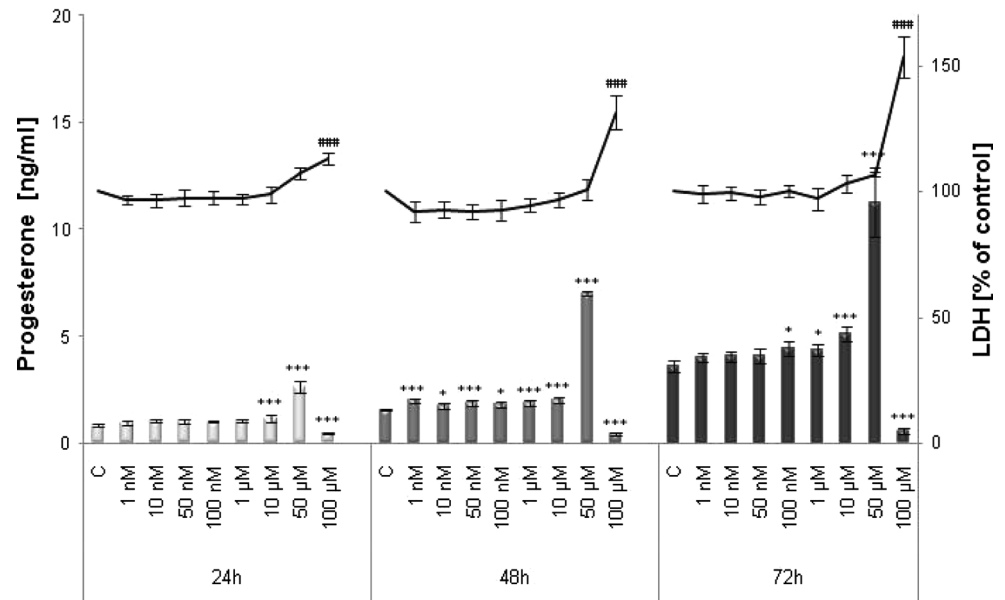 20
15
10
5
0
Progesterone [ng/ml]
150
100
50
0
LDH [% of control]
###
***
***
***
###
***
*
***
*
***
***
***
***
###
*
*
***
***
***
C
1 nM
10 nM
50 nM
100 nM
1 µM
10 µM
50 µM
100 µM
C
1 nM
10 nM
50 nM
100 nM
1 µM
10 µM
50 µM
100 µM
C
1 nM
10 nM
50 nM
100 nM
1 µM
10 µM
50 µM
100 µM
24h
48h
72h